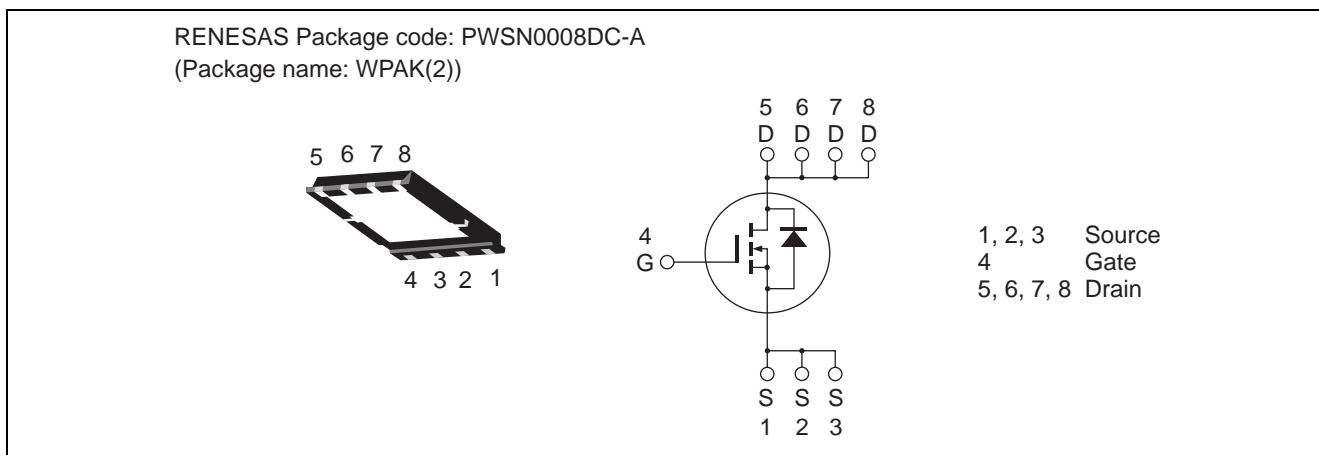 RENESAS Package code: PWSN0008DC-A
(Package name: WPAK(2))
5 6 7 8
4 3 2 1
5 6 7 8
D D D D
4
G
S S S
1 2 3
1, 2, 3 Source
4 Gate
5, 6, 7, 8 Drain